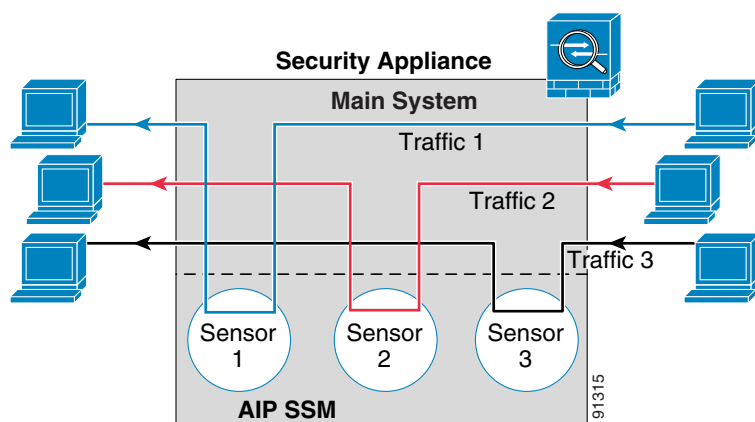 Security Appliance
Main System
Traffic 1
Traffic 2
Traffic 3
Sensor
1
Sensor
2
Sensor
3
AIP SSM
91315